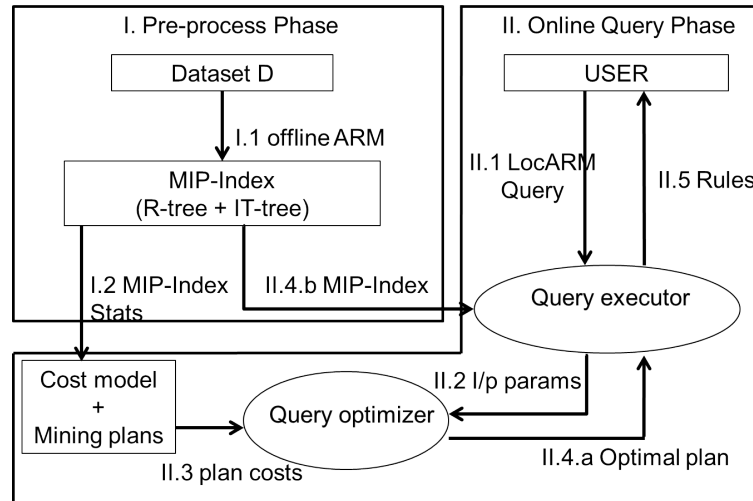 I. Pre-process Phase
Dataset D
I.1 offline ARM
MIP-Index
(R-tree + IT-tree)
I.2 MIP-Index
Stats
II.4.b MIP-Index
II. Online Query Phase
USER
II.1 LocARM
Query
II.5 Rules
Query executor
Cost model
+
Mining plans
II.3 plan costs
Query optimizer
II.2 I/p params
II.4.a Optimal plan